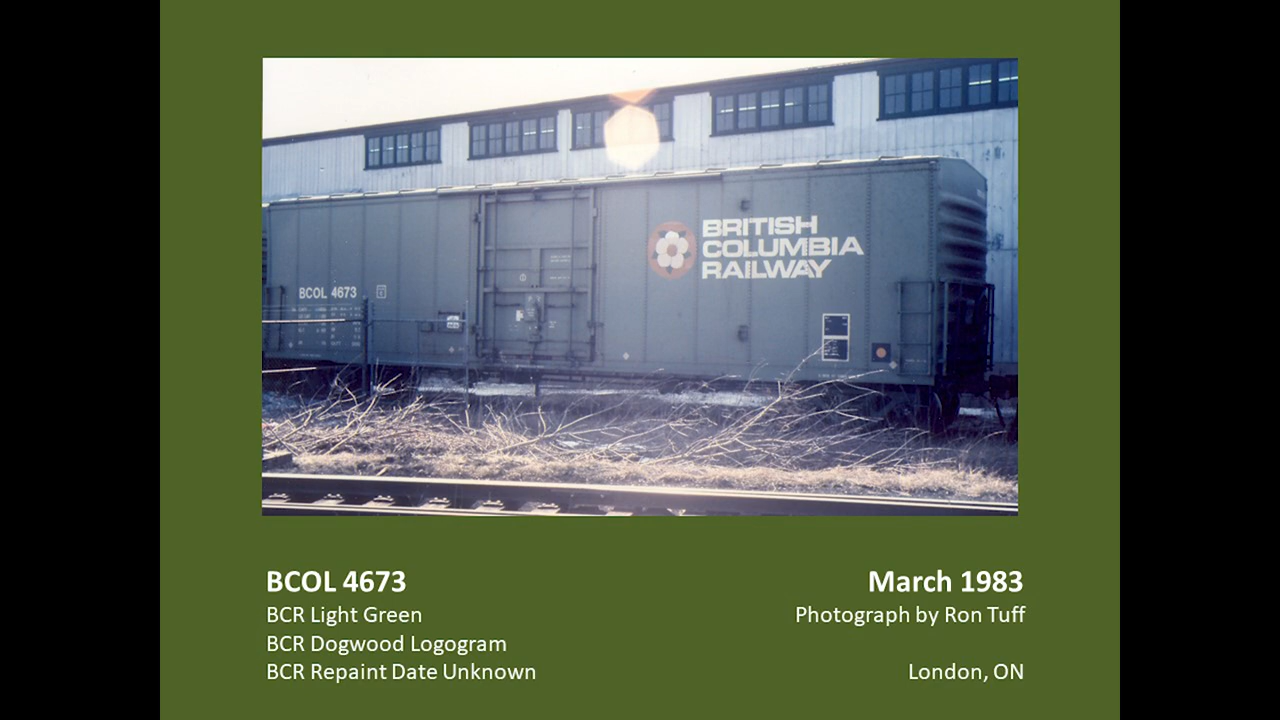 BRITISH
COLUMBIA
RAILWAY
BCOL 4673
BCOL 4673
BCR Light Green
BCR Dogwood Logogram
BCR Repaint Date Unknown
March 1983
Photograph by Ron Tuff
London, ON